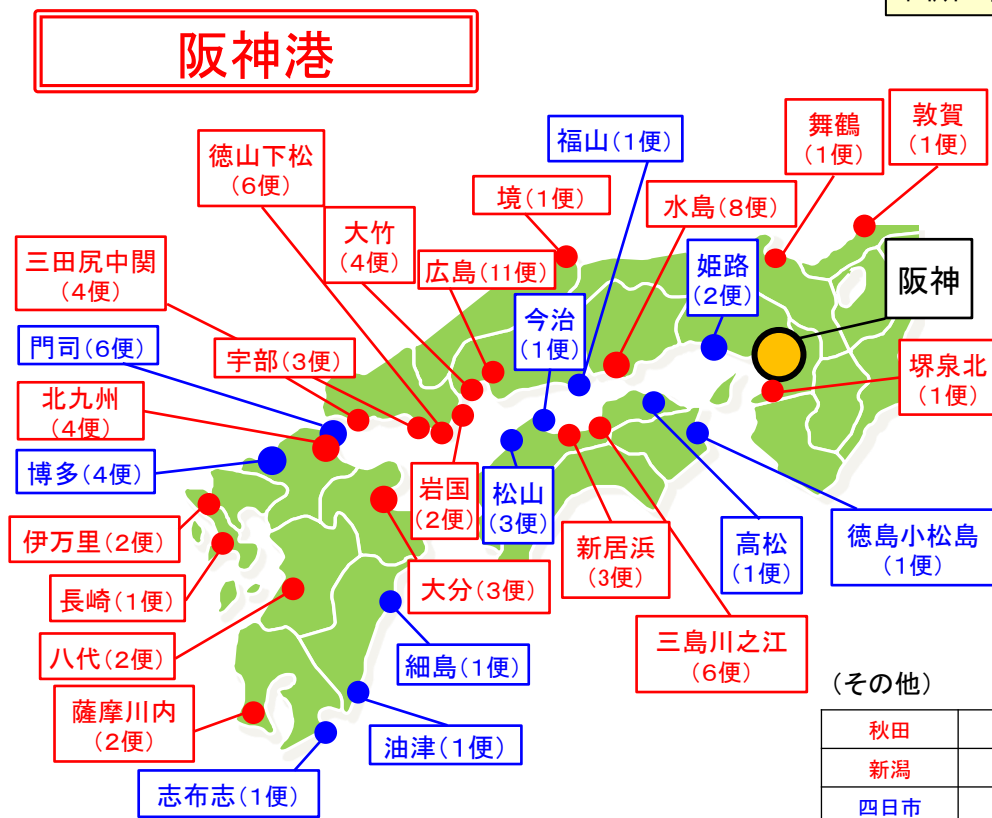 阪神港
徳山下松
(6便)
福山(1便)
舞鶴
(1便)
敦賀
(1便)
境(1便)
水島(8便)
大竹
(4便)
三田尻中関
(4便)
広島(11便)
姫路
(2便)
阪神
今治
(1便)
門司(6便)
宇部(3便)
堺泉北
(1便)
北九州
(4便)
博多(4便)
岩国
(2便)
松山
(3便)
伊万里(2便)
新居浜
(3便)
高松
(1便)
徳島小松島
(1便)
長崎(1便)
大分(3便)
三島川之江
(6便)
八代(2便)
細島(1便)
薩摩川内
(2便)
油津(1便)
志布志(1便)
(その他)
秋田
新潟
四日市